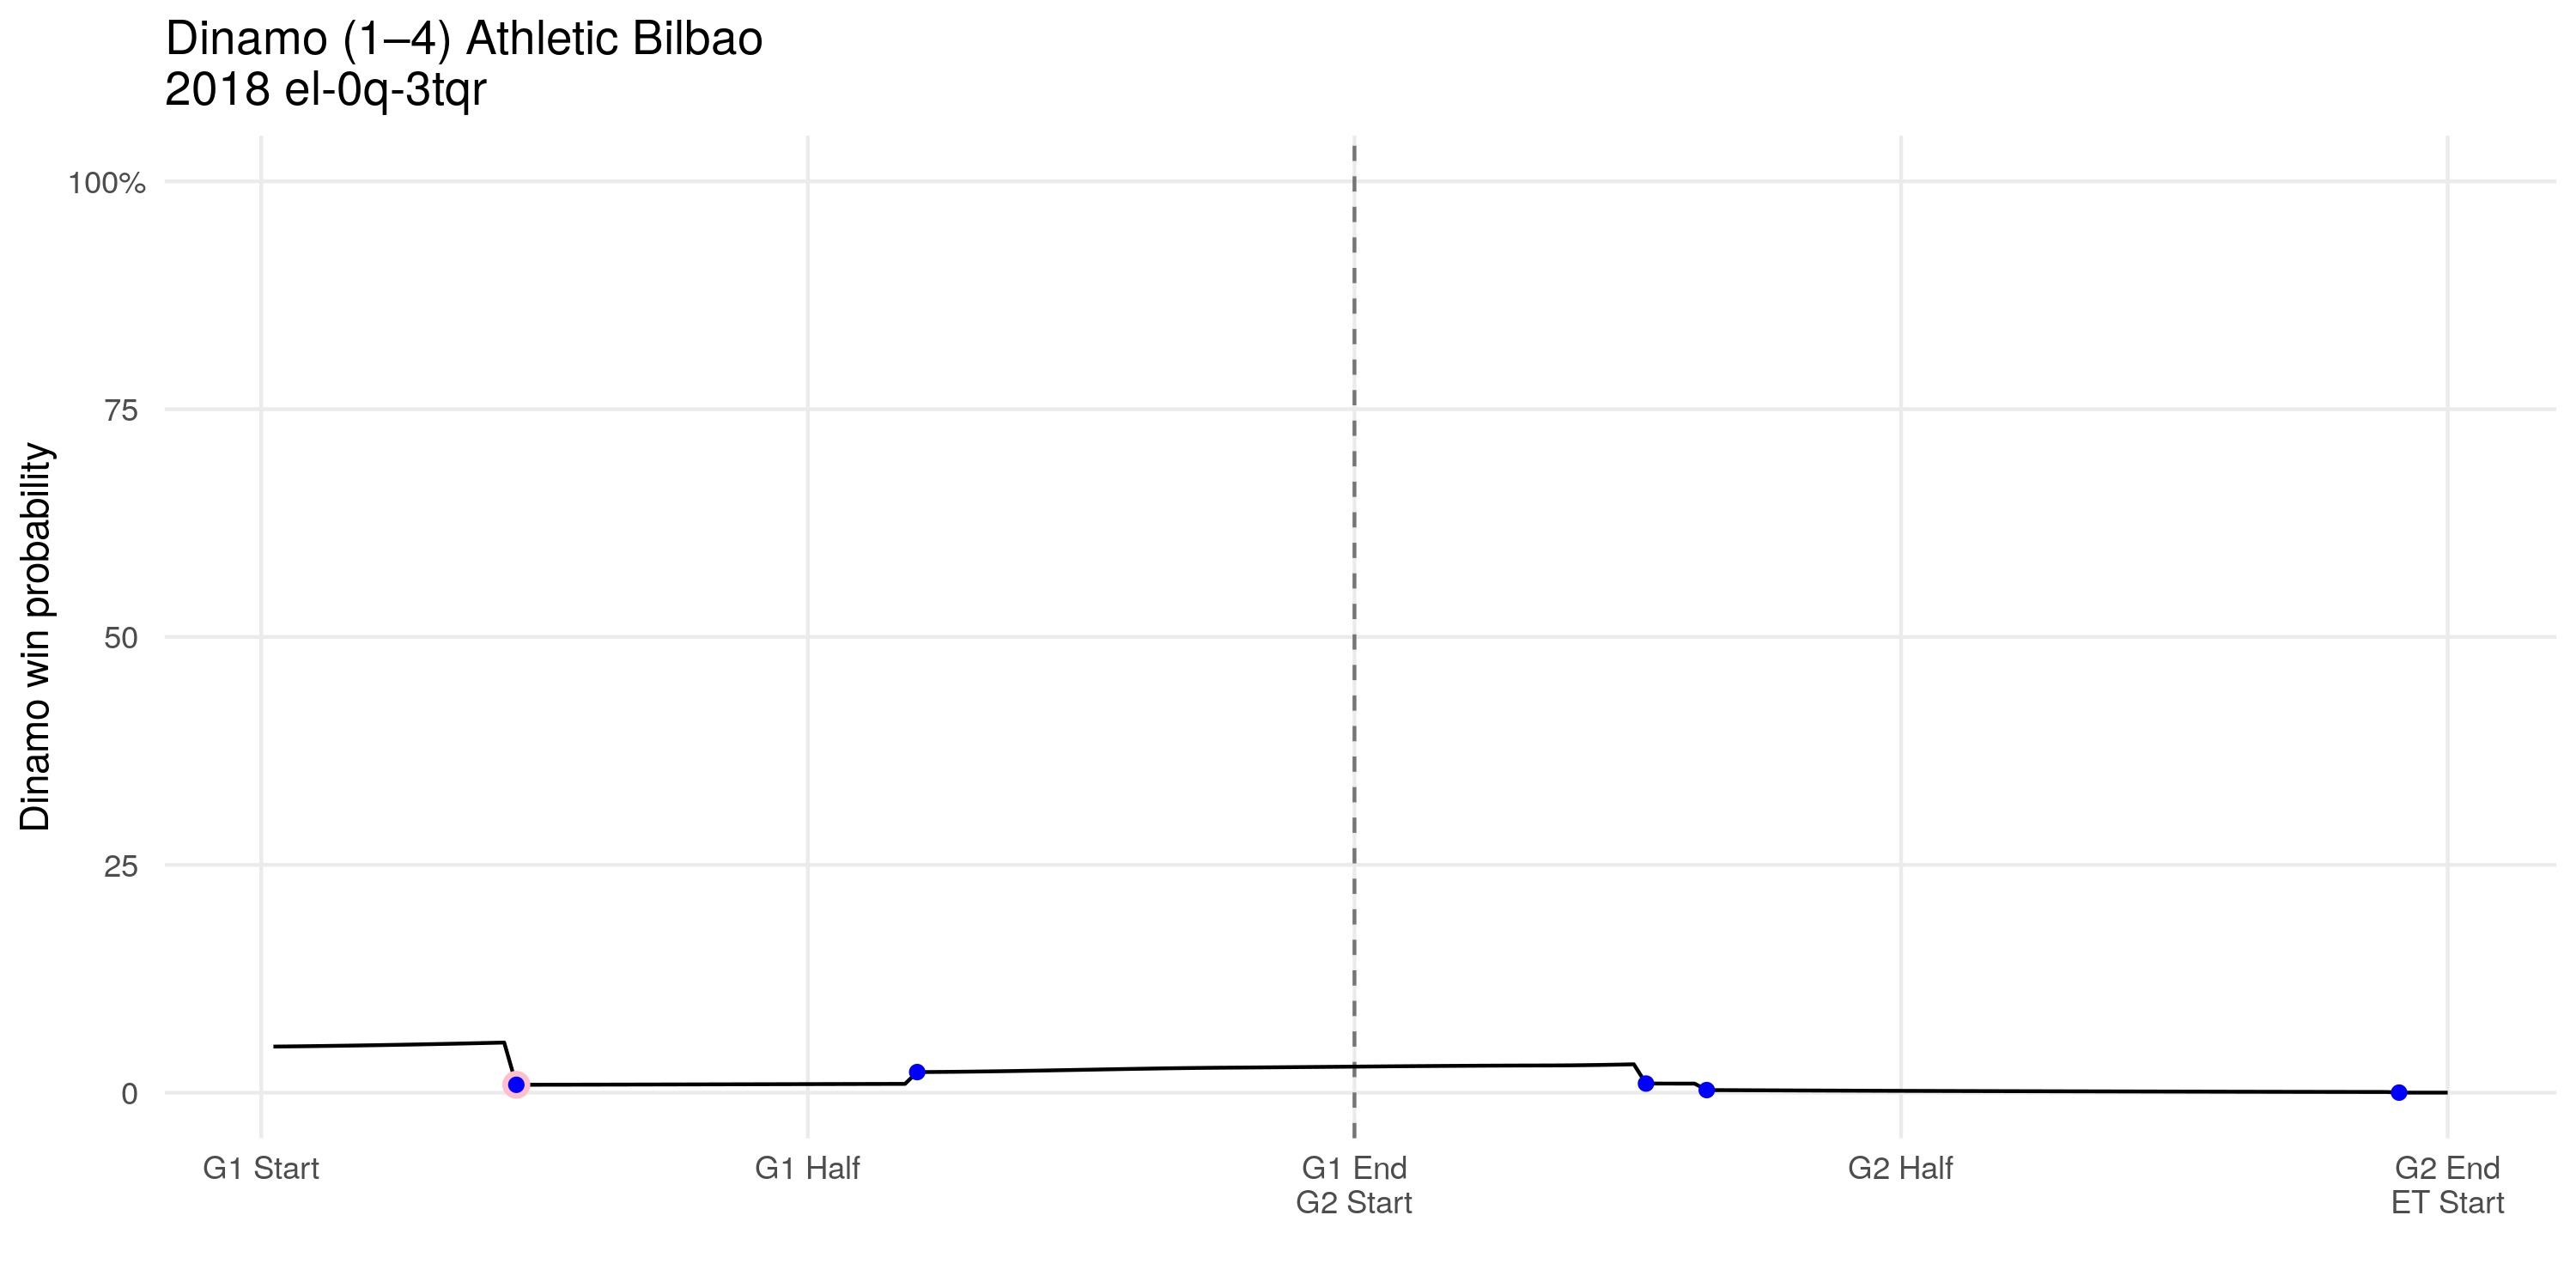 Dinamo (1–4) Athletic Bilbao
2018 el-0q-3tqr
Dinamo win probability
100%
75
50
25
0
G1 Start
G1 Half
G1 End
G2 Start
G2 Half
G2 End
ET Start